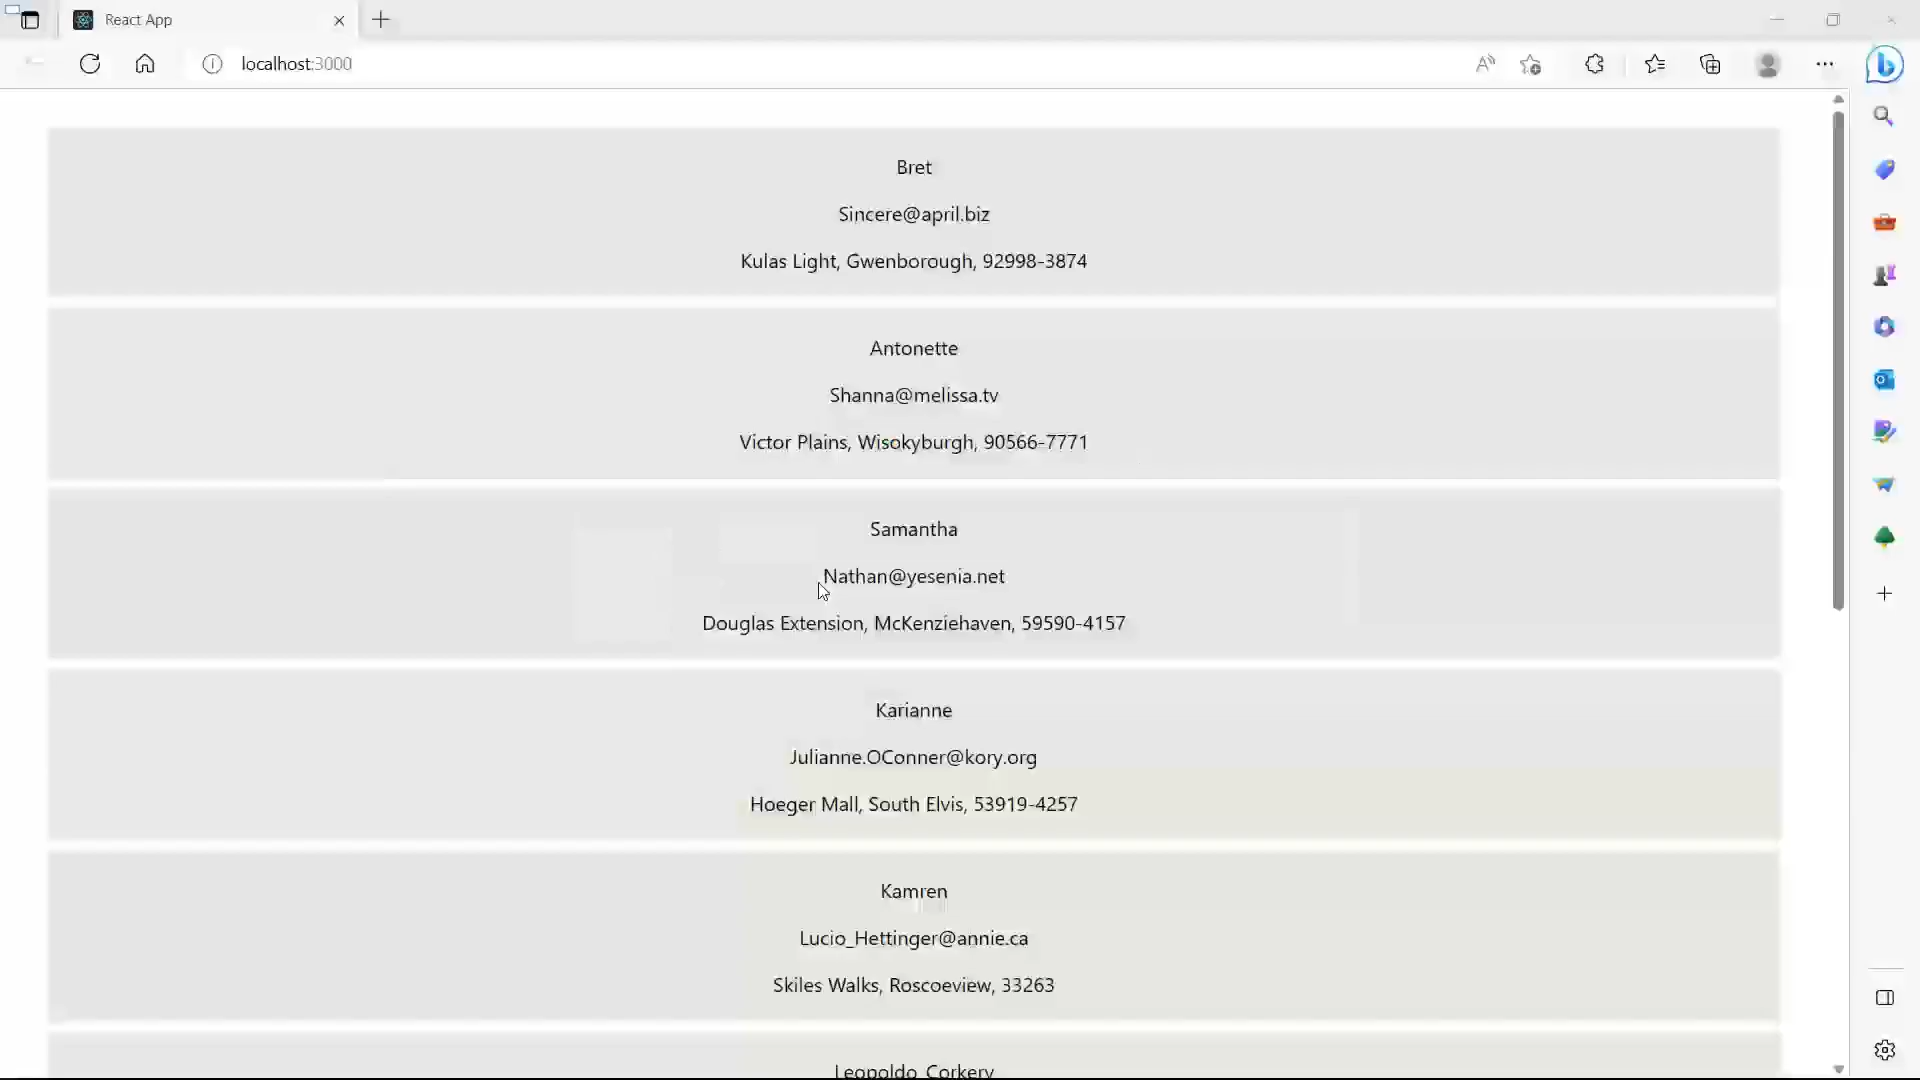 React App
localhost:3000
Bret
Sincere@april.biz
Kulas Light, Gwenborough, 92998-3874
Antonette
Shanna@melissa.tv
Victor Plains, Wisokyburgh, 90566-7771
Samantha
Nathan@yesenia.net
Douglas Extension, McKenziehaven, 59590-4157
Karianne
Julianne.OConner@kory.org
Hoeger Mall, South Elvis, 53919-4257
Kamren
Lucio_Hettinger@annie.ca
Skiles Walks, Roscoeview, 33263
Leopoldo_Corkery